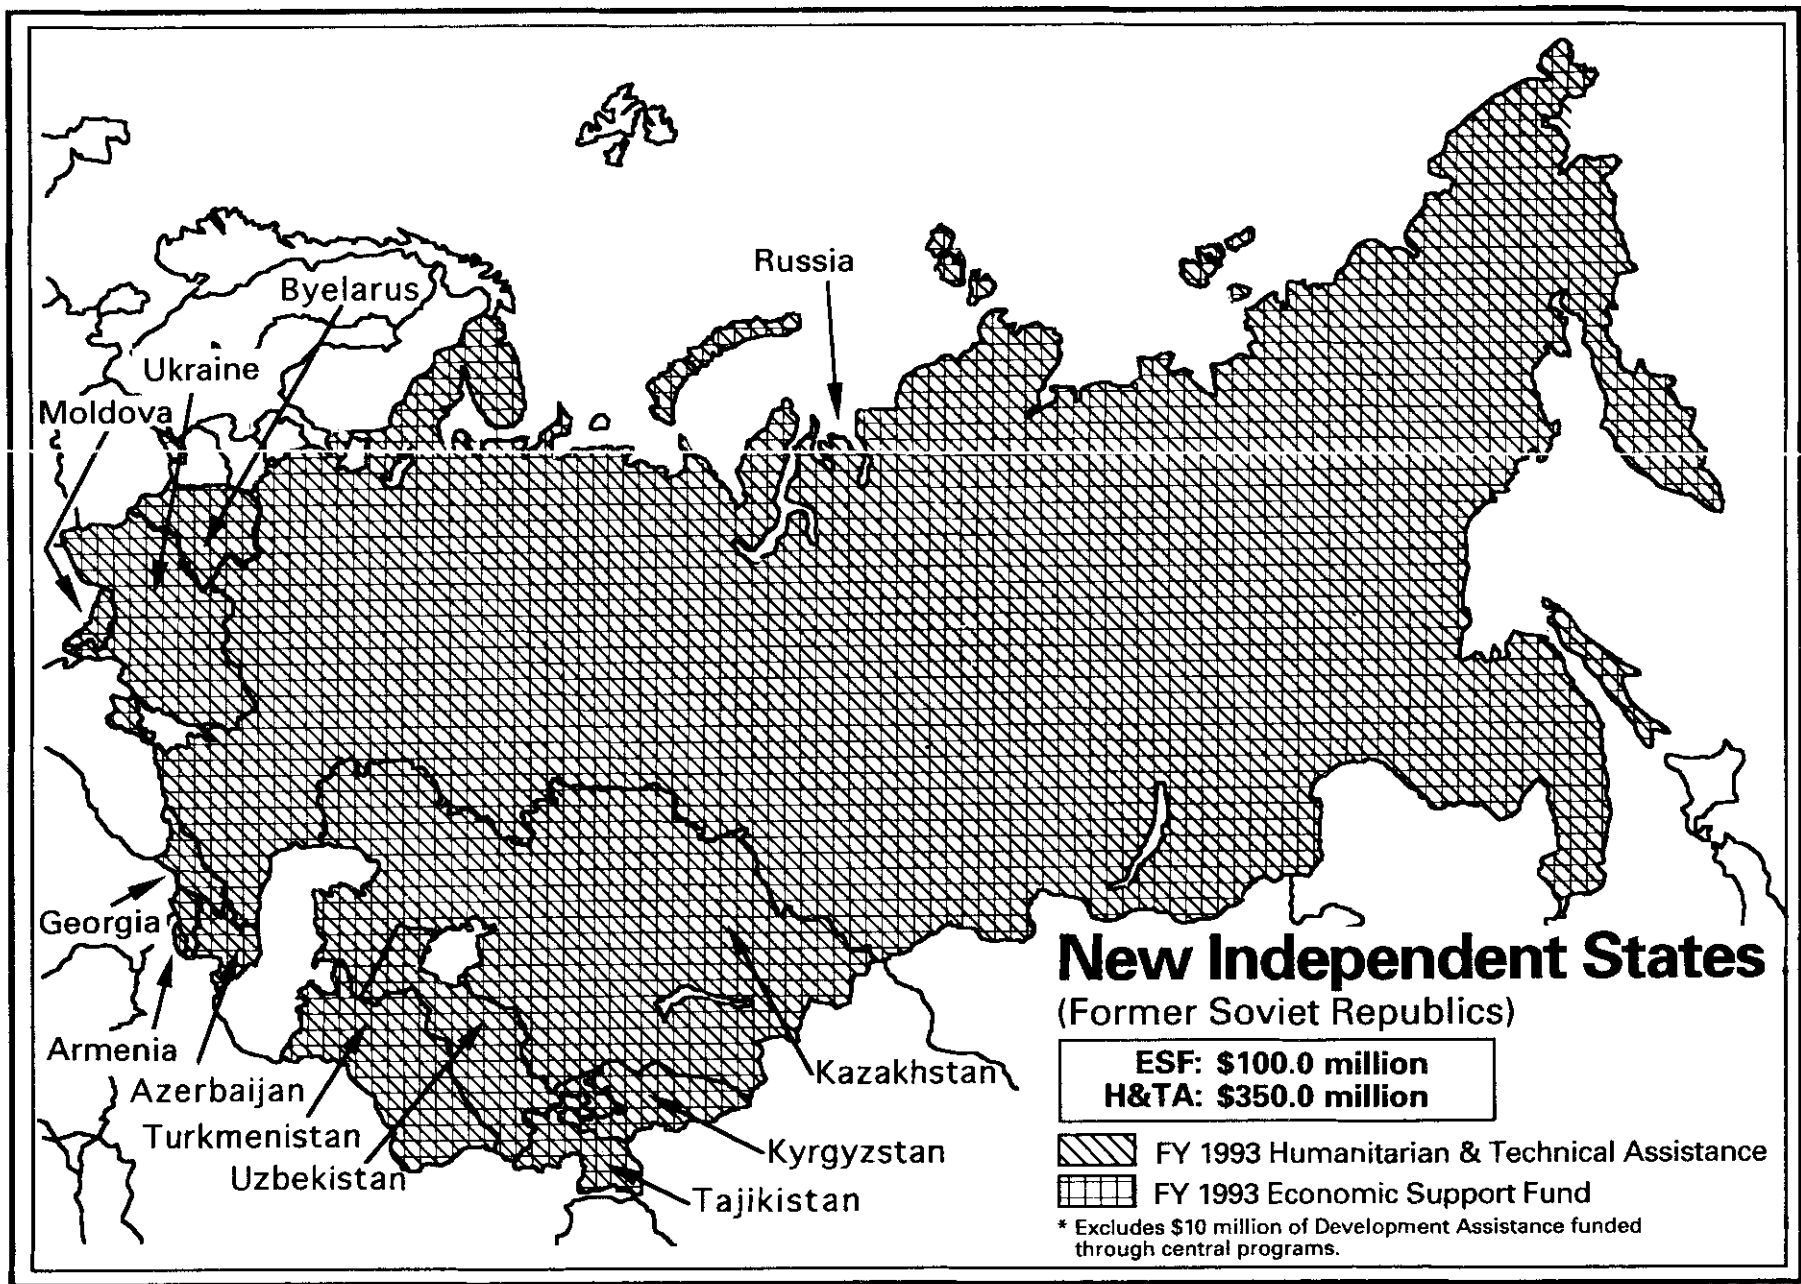 Russia
Byelarus
Ukraine
Moldova
Georgia
Armenia
Azerbaijan
Turkmenistan
Uzbekistan
Kazakhstan
Kyrgyzstan
Tajikistan
New Independent States
(Former Soviet Republics)
ESF: $100.0 million
H&TA: $350.0 million
FY 1993 Humanitarian & Technical Assistance
FY 1993 Economic Support Fund
* Excludes $10 million of Development Assistance funded
through central programs.